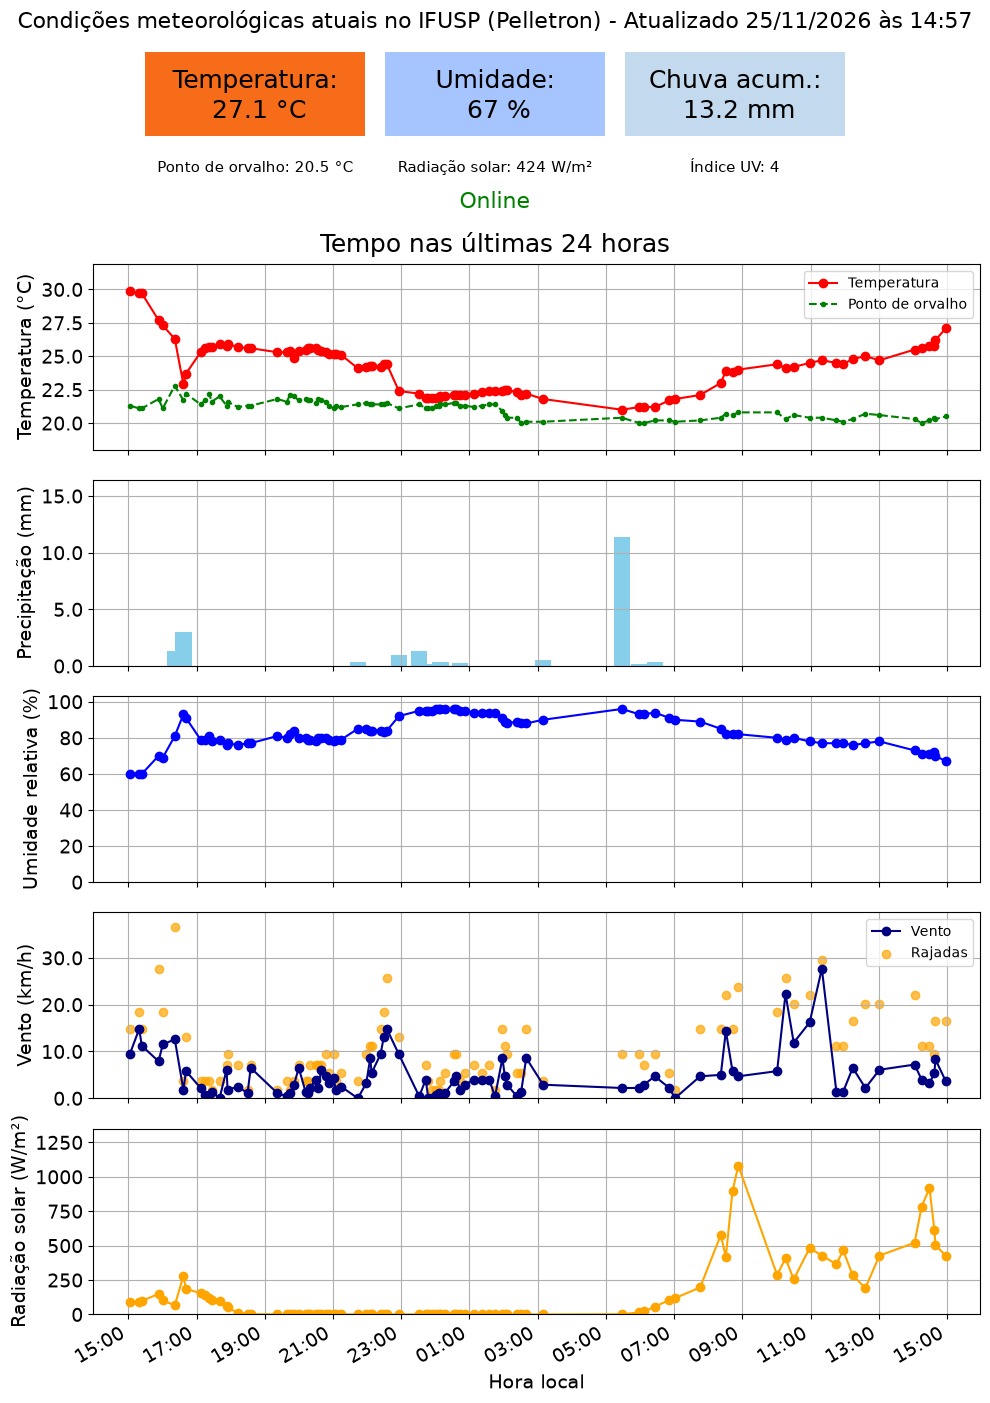 Condições meteorológicas atuais no IFUSP (Pelletron) - Atualizado 25/11/2026 às 14:57
Temperatura:
27.1 °C
Umidade:
67 %
Chuva acum.:
13.2 mm
Ponto de orvalho: 20.5 °C
Radiação solar: 424 W/m²
Índice UV: 4
Online
Tempo nas últimas 24 horas
Temperatura (°C)
30.0
27.5
25.0
22.5
20.0
Temperatura
Ponto de orvalho
Precipitação (mm)
15.0
10.0
5.0
0.0
Umidade relativa (%)
100
80
60
40
20
0
Vento (km/h)
30.0
20.0
10.0
0.0
Vento
Rajadas
Radiação solar (W/m²)
1250
1000
750
500
250
0
15:00
17:00
19:00
21:00
23:00
01:00
03:00
05:00
07:00
09:00
11:00
13:00
15:00
Hora local